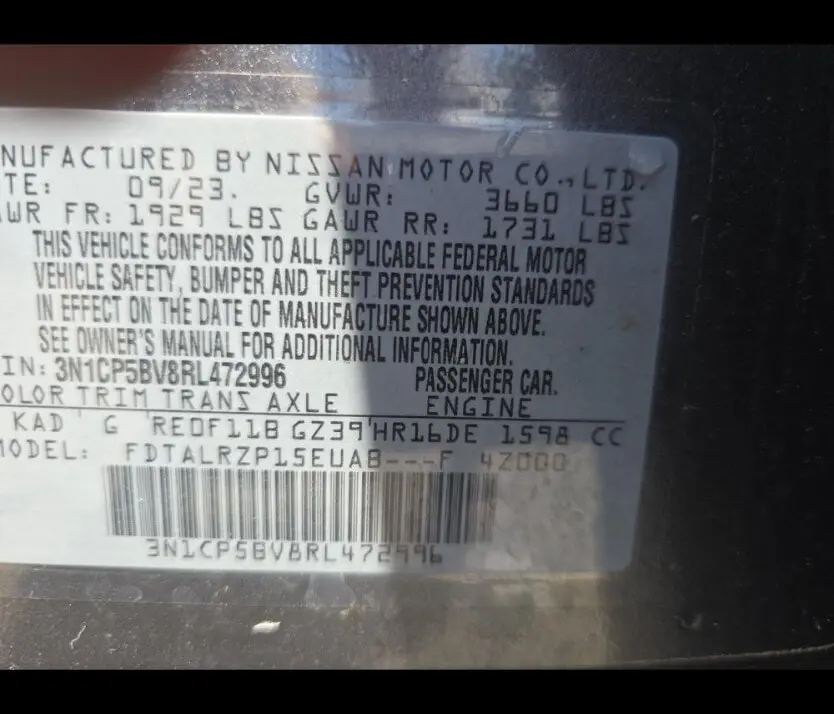 NUFACTURED BY NISSAN MOTOR CO.,LTD.
TE: 09/23. GVWR: 3660 LBS
AWR FR: 1929 LBS GAWR RR: 1731 LBS
THIS VEHICLE CONFORMS TO ALL APPLICABLE FEDERAL MOTOR
VEHICLE SAFETY, BUMPER AND THEFT PREVENTION STANDARDS
IN EFFECT ON THE DATE OF MANUFACTURE SHOWN ABOVE.
SEE OWNER'S MANUAL FOR ADDITIONAL INFORMATION.
IN: 3N1CP5BV8RL472996 PASSENGER CAR.
OLOR TRIM TRANS AXLE ENGINE
KAD G RE0F11B GZ39 HR16DE 1598 CC
MODEL: FDTALRZP15EUAB---F 4Z000
3N1CP5BV8RL472996